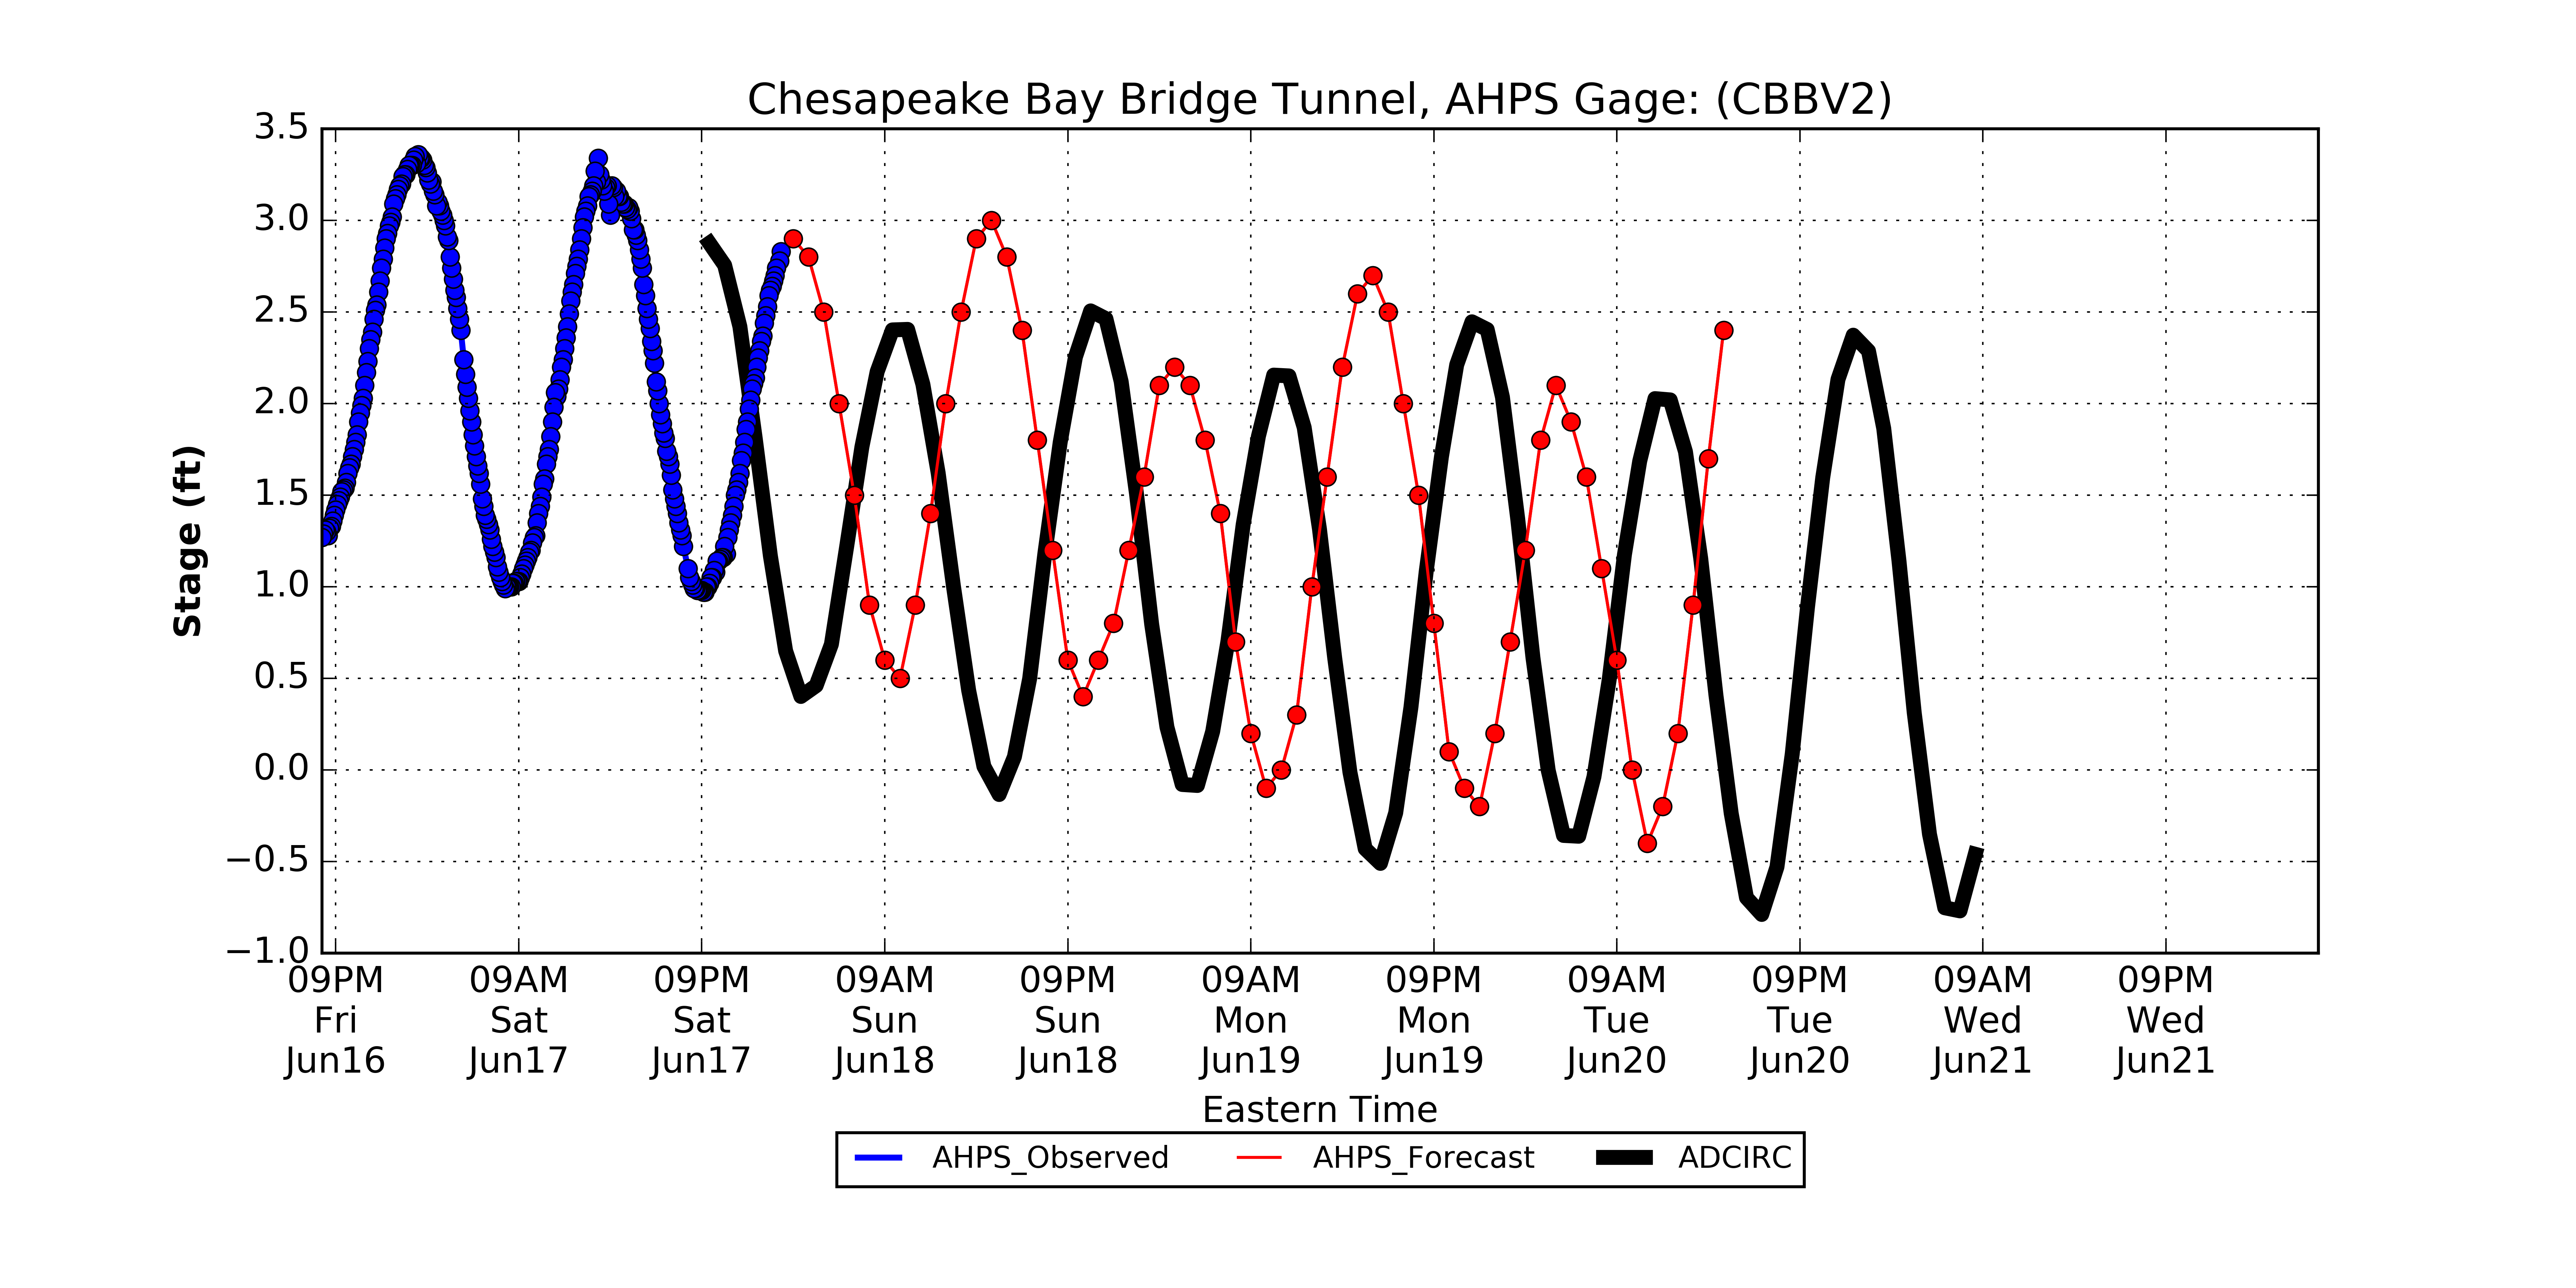 Chesapeake Bay Bridge Tunnel, AHPS Gage: (CBBV2)
3.5
3.0
2.5
2.0
1.5
1.0
0.5
0.0
−0.5
−1.0
Stage (ft)
09PM 09AM 09PM 09AM 09PM 09AM 09PM 09AM 09PM 09AM 09PM
Fri Sat Sat Sun Sun Mon Mon Tue Tue Wed Wed
Jun16 Jun17 Jun17 Jun18 Jun18 Jun19 Jun19 Jun20 Jun20 Jun21 Jun21
Eastern Time
AHPS_Observed AHPS_Forecast ADCIRC